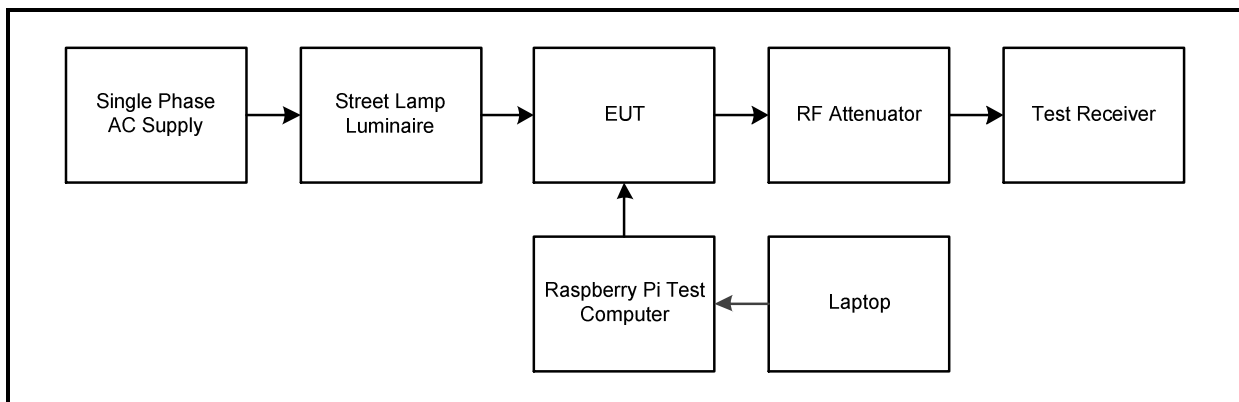 Single Phase
AC Supply
Street Lamp
Luminaire
EUT
RF Attenuator
Test Receiver
Raspberry Pi Test
Computer
Laptop